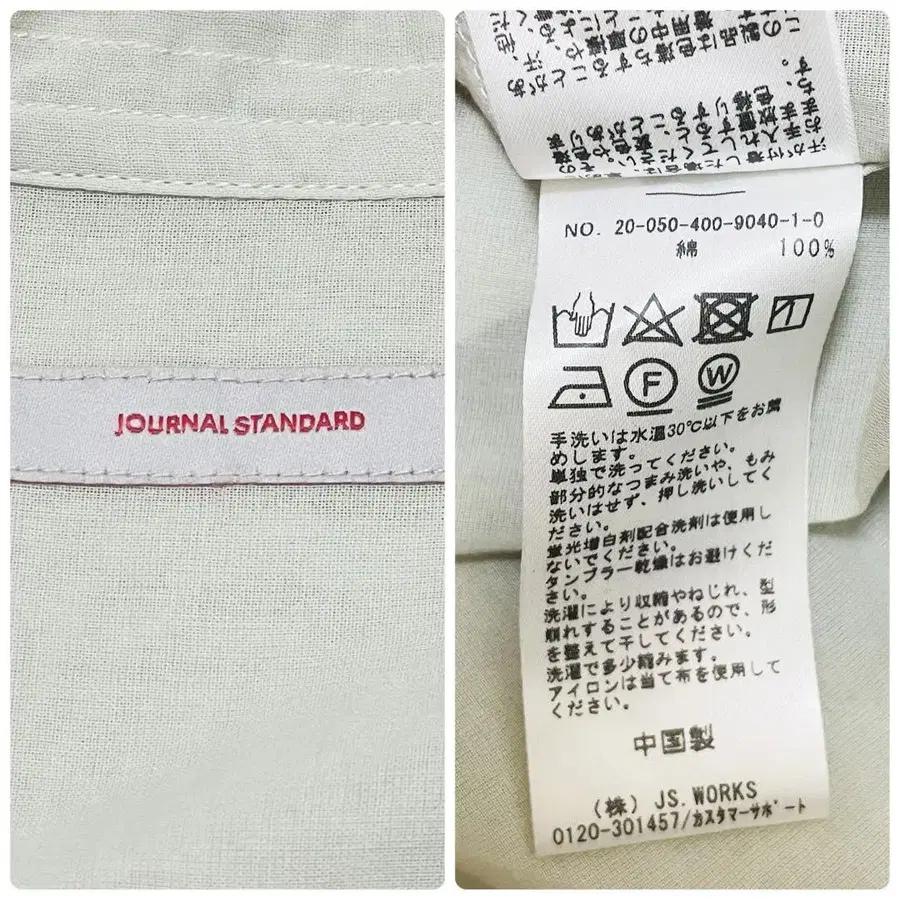 JOURNAL STANDARD
NO. 20-050-400-9040-1-0
綿 100%
F
W
手洗いは水温30℃以下をお薦
めします。
単独で洗ってください。
部分的なつまみ洗いや、もみ
洗いはせず、押し洗いしてく
ださい。
蛍光増白剤配合洗剤は使用し
ないでください。
タンブラー乾燥はお避けくだ
さい。
洗濯により収縮やねじれ、型
崩れすることがあるので、形
を整えて干してください。
洗濯で多少縮みます。
アイロンは当て布を使用して
ください。
中国製
(株) JS.WORKS
0120-301457/カスタマーサポート